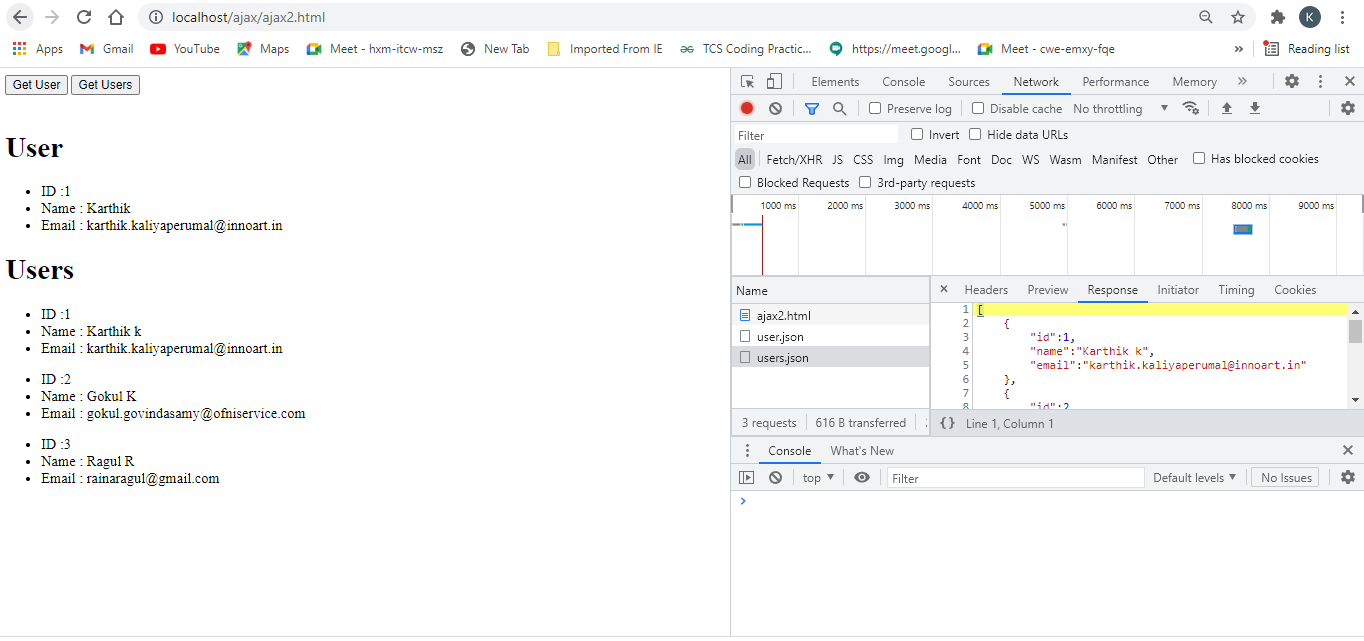 localhost/ajax/ajax2.html
K
Apps Gmail YouTube Maps Meet - hxm-itcw-msz New Tab Imported From IE TCS Coding Practic... https://meet.googl... Meet - cwe-emxy-fqe » Reading list
Get User Get Users
User
ID :1
Name : Karthik
Email : karthik.kaliyaperumal@innoart.in
Users
ID :1
Name : Karthik k
Email : karthik.kaliyaperumal@innoart.in
ID :2
Name : Gokul K
Email : gokul.govindasamy@ofniservice.com
ID :3
Name : Ragul R
Email : rainaragul@gmail.com
Elements Console Sources Network Performance Memory »
Preserve log Disable cache No throttling
Filter Invert Hide data URLs
All Fetch/XHR JS CSS Img Media Font Doc WS Wasm Manifest Other Has blocked cookies
Blocked Requests 3rd-party requests
1000 ms 2000 ms 3000 ms 4000 ms 5000 ms 6000 ms 7000 ms 8000 ms 9000 ms
Name
ajax2.html
user.json
users.json
3 requests 616 B transferred
Headers Preview Response Initiator Timing Cookies
1 [
2 {
3 "id":1,
4 "name":"Karthik k",
5 "email":"karthik.kaliyaperumal@innoart.in"
6 },
7 {
8 "id":2
{} Line 1, Column 1
Console What's New
top Filter Default levels No Issues